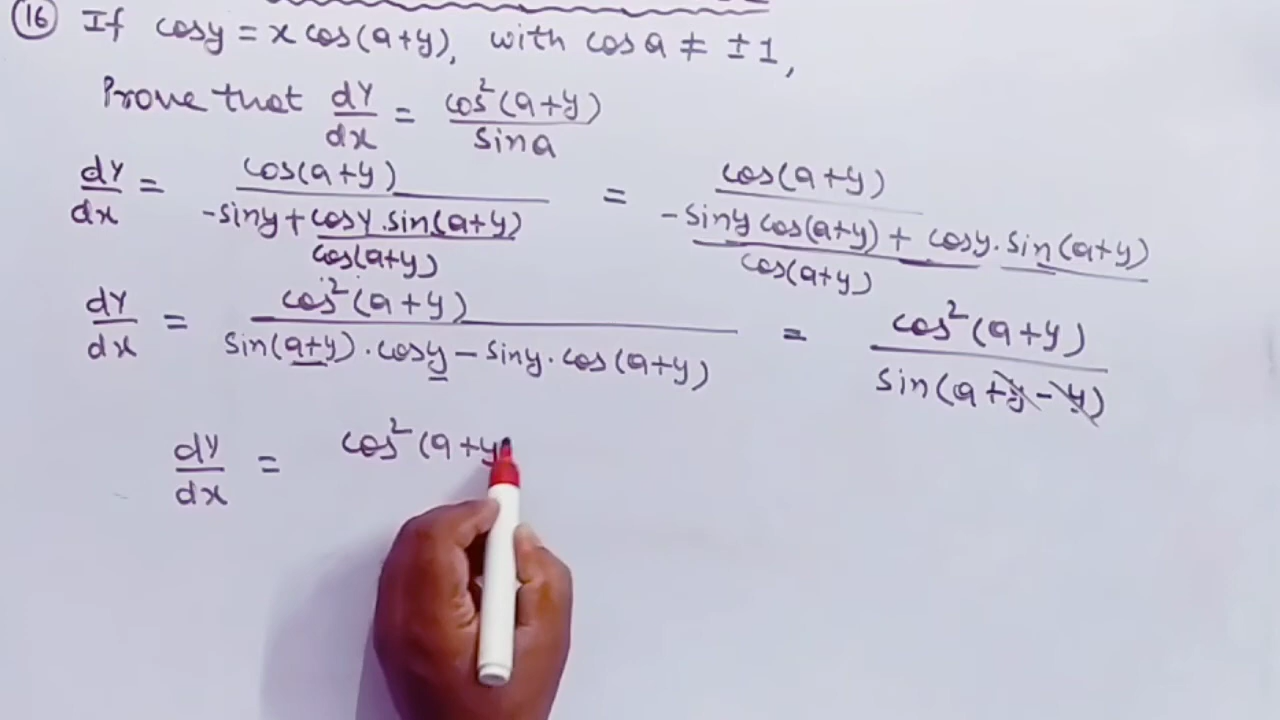 (16) If cosy = x cos(a+y), with cos a ≠ ±1,
Prove that dy/dx = cos²(a+y) / sin a
dy/dx = cos(a+y) / (-siny + cosy.sin(a+y) / cos(a+y)) = cos(a+y) / ((-siny cos(a+y) + cosy.sin(a+y)) / cos(a+y))
dy/dx = cos²(a+y) / (sin(a+y).cosy - siny.cos(a+y)) = cos²(a+y) / sin(a+y-y)
dy/dx = cos²(a+y